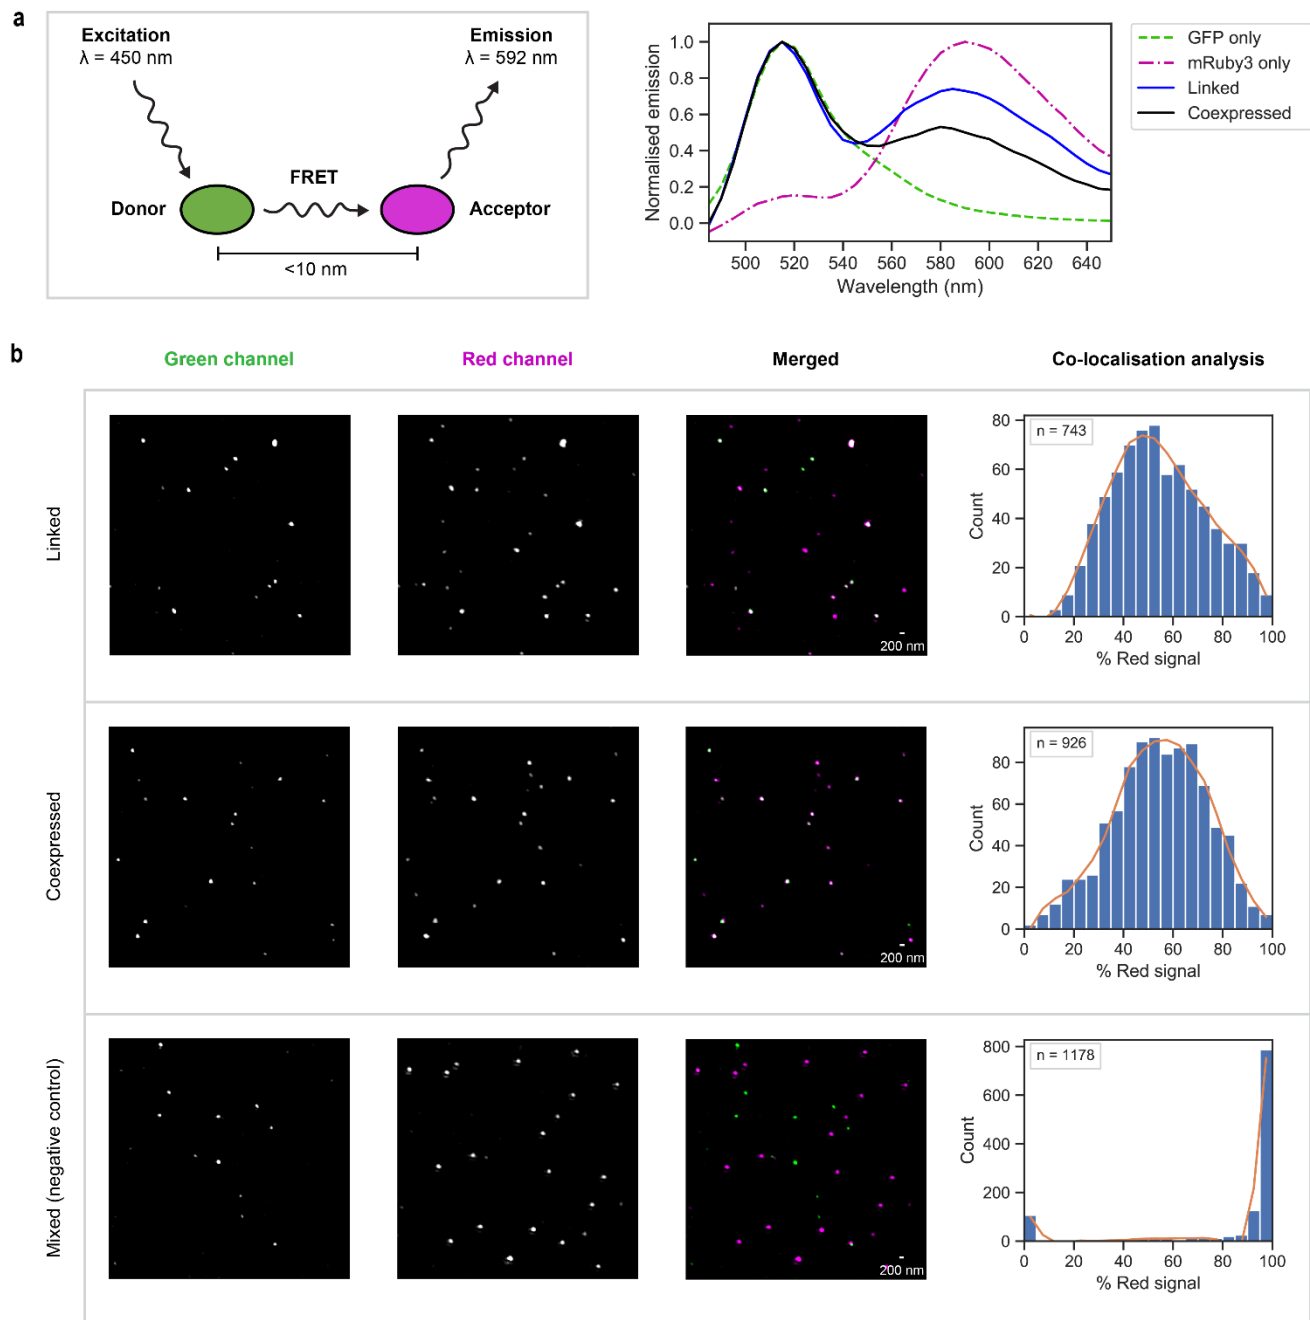 a
Excitation
λ = 450 nm
Emission
λ = 592 nm
FRET
Donor
Acceptor
<10 nm
Normalised emission
1.0
0.8
0.6
0.4
0.2
0.0
500 520 540 560 580 600 620 640
Wavelength (nm)
GFP only
mRuby3 only
Linked
Coexpressed
b
Green channel
Red channel
Merged
Co-localisation analysis
Linked
200 nm
n = 743
Count
80
60
40
20
0
0 20 40 60 80 100
% Red signal
Coexpressed
200 nm
n = 926
Count
80
60
40
20
0
0 20 40 60 80 100
% Red signal
Mixed (negative control)
200 nm
n = 1178
Count
800
600
400
200
0
0 20 40 60 80 100
% Red signal